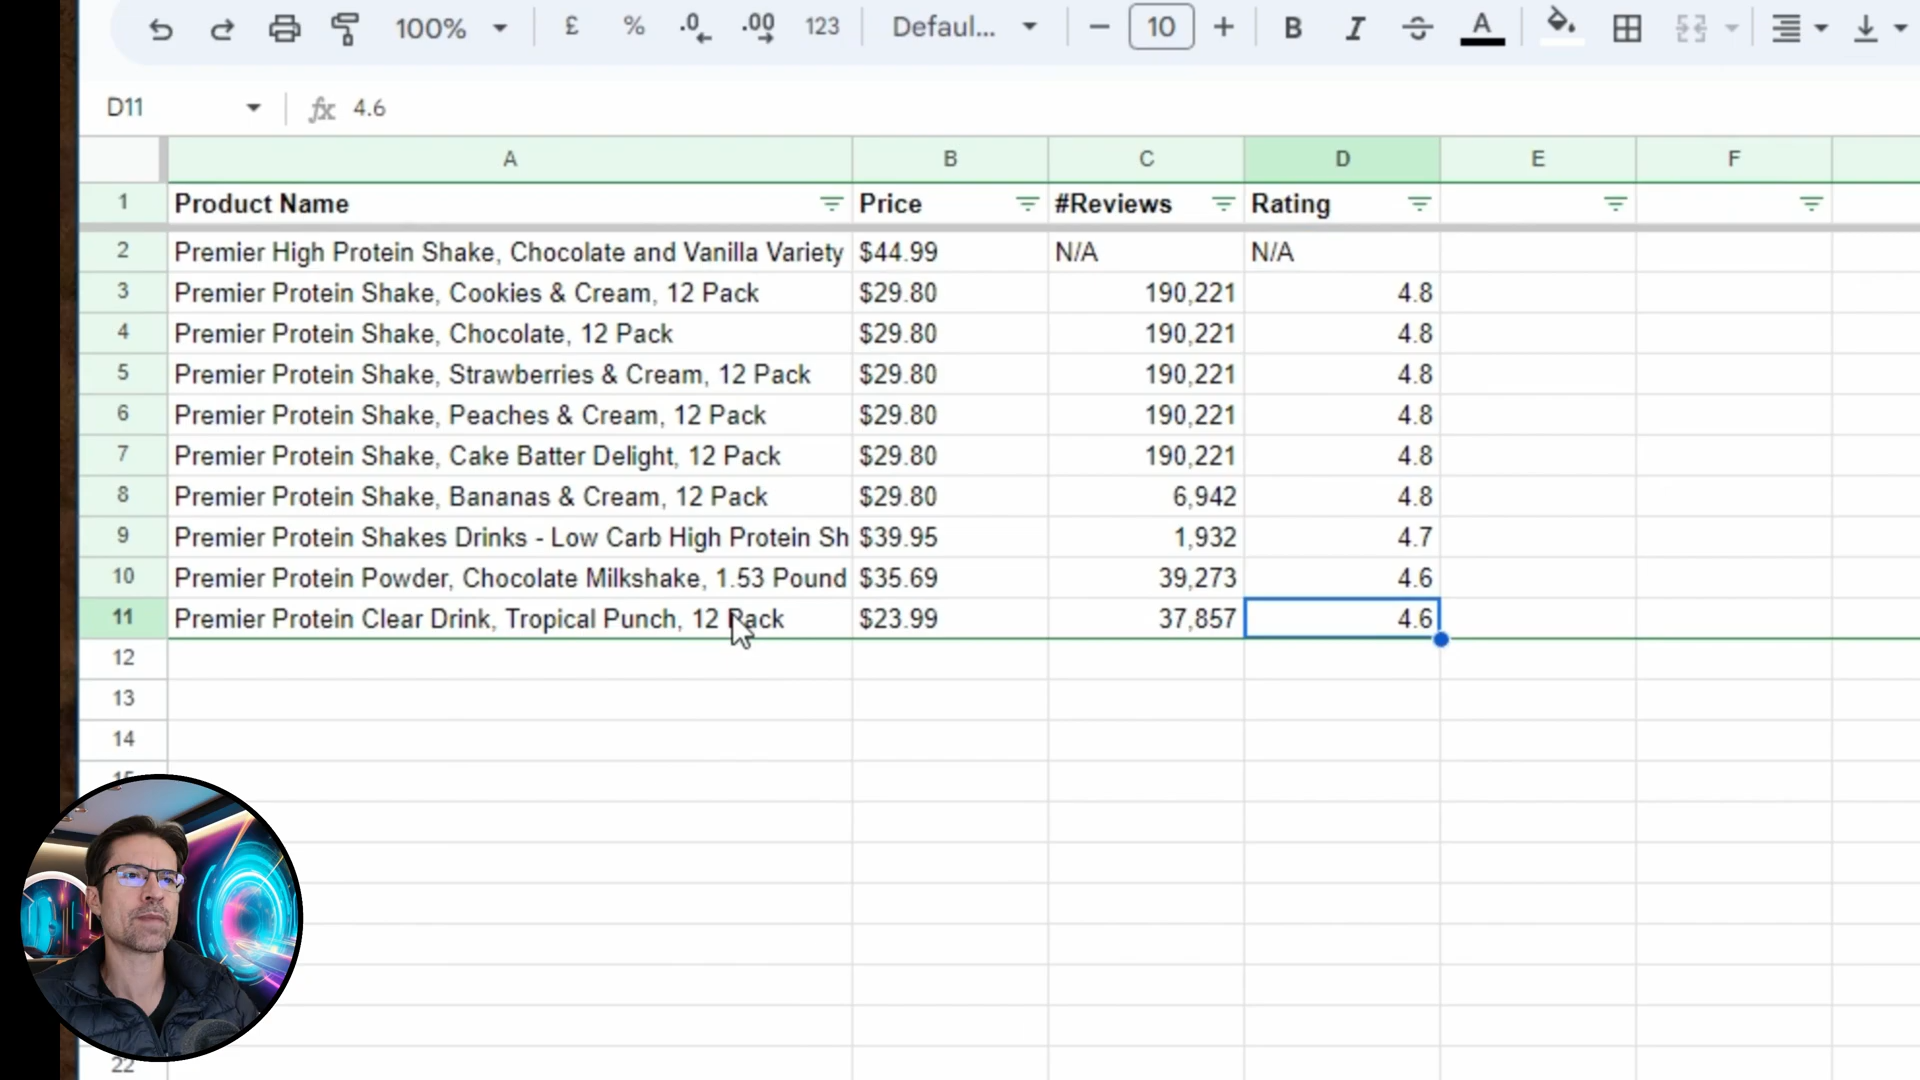 100% £ % .0 .00 123 Defaul... 10 B I A
D11 fx 4.6
A B C D E F
1 Product Name Price #Reviews Rating
2 Premier High Protein Shake, Chocolate and Vanilla Variety $44.99 N/A N/A
3 Premier Protein Shake, Cookies & Cream, 12 Pack $29.80 190,221 4.8
4 Premier Protein Shake, Chocolate, 12 Pack $29.80 190,221 4.8
5 Premier Protein Shake, Strawberries & Cream, 12 Pack $29.80 190,221 4.8
6 Premier Protein Shake, Peaches & Cream, 12 Pack $29.80 190,221 4.8
7 Premier Protein Shake, Cake Batter Delight, 12 Pack $29.80 190,221 4.8
8 Premier Protein Shake, Bananas & Cream, 12 Pack $29.80 6,942 4.8
9 Premier Protein Shakes Drinks - Low Carb High Protein Sh $39.95 1,932 4.7
10 Premier Protein Powder, Chocolate Milkshake, 1.53 Pound $35.69 39,273 4.6
11 Premier Protein Clear Drink, Tropical Punch, 12 Pack $23.99 37,857 4.6
12
13
14
22